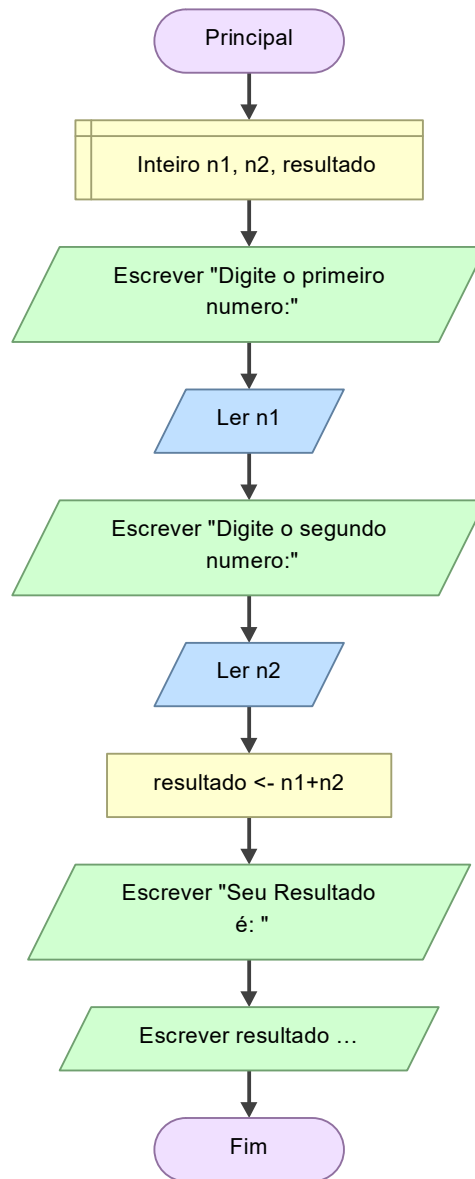 Principal
Inteiro n1, n2, resultado
Escrever "Digite o primeiro
numero:"
Ler n1
Escrever "Digite o segundo
numero:"
Ler n2
resultado <- n1+n2
Escrever "Seu Resultado
é: "
Escrever resultado …
Fim